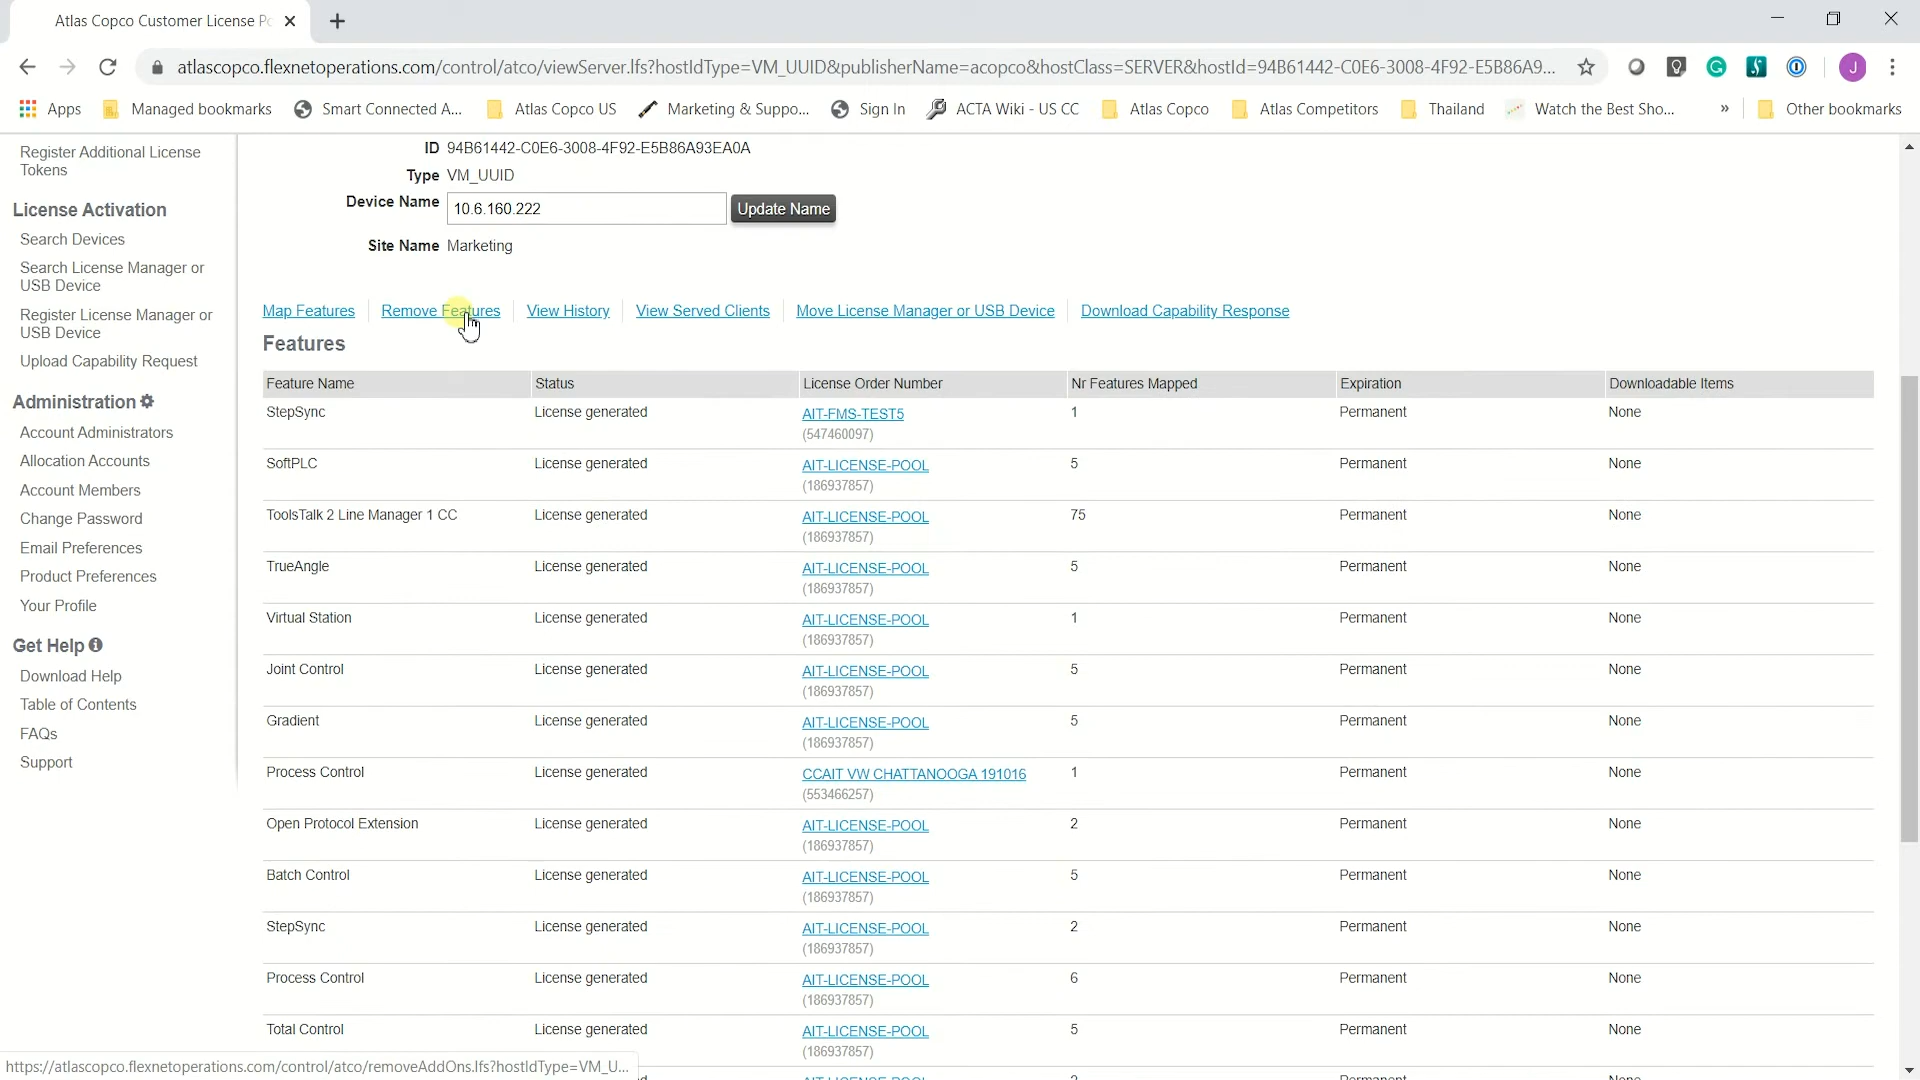 Atlas Copco Customer License Po
atlascopco.flexnetoperations.com/control/atco/viewServer.lfs?hostIdType=VM_UUID&publisherName=acopco&hostClass=SERVER&hostId=94B61442-C0E6-3008-4F92-E5B86A9...
J
Apps Managed bookmarks Smart Connected A... Atlas Copco US Marketing & Suppo... Sign In ACTA Wiki - US CC Atlas Copco Atlas Competitors Thailand Watch the Best Sho... » Other bookmarks
Register Additional License
Tokens
License Activation
Search Devices
Search License Manager or
USB Device
Register License Manager or
USB Device
Upload Capability Request
Administration
Account Administrators
Allocation Accounts
Account Members
Change Password
Email Preferences
Product Preferences
Your Profile
Get Help
Download Help
Table of Contents
FAQs
Support
ID 94B61442-C0E6-3008-4F92-E5B86A93EA0A
Type VM_UUID
Device Name 10.6.160.222 Update Name
Site Name Marketing
Map Features Remove Features View History View Served Clients Move License Manager or USB Device Download Capability Response
Features
Feature Name Status License Order Number Nr Features Mapped Expiration Downloadable Items
StepSync License generated AIT-FMS-TEST5 1 Permanent None
(547460097)
SoftPLC License generated AIT-LICENSE-POOL 5 Permanent None
(186937857)
ToolsTalk 2 Line Manager 1 CC License generated AIT-LICENSE-POOL 75 Permanent None
(186937857)
TrueAngle License generated AIT-LICENSE-POOL 5 Permanent None
(186937857)
Virtual Station License generated AIT-LICENSE-POOL 1 Permanent None
(186937857)
Joint Control License generated AIT-LICENSE-POOL 5 Permanent None
(186937857)
Gradient License generated AIT-LICENSE-POOL 5 Permanent None
(186937857)
Process Control License generated CCAIT VW CHATTANOOGA 191016 1 Permanent None
(553466257)
Open Protocol Extension License generated AIT-LICENSE-POOL 2 Permanent None
(186937857)
Batch Control License generated AIT-LICENSE-POOL 5 Permanent None
(186937857)
StepSync License generated AIT-LICENSE-POOL 2 Permanent None
(186937857)
Process Control License generated AIT-LICENSE-POOL 6 Permanent None
(186937857)
Total Control License generated AIT-LICENSE-POOL 5 Permanent None
(186937857)
https://atlascopco.flexnetoperations.com/control/atco/removeAddOns.lfs?hostIdType=VM_U...